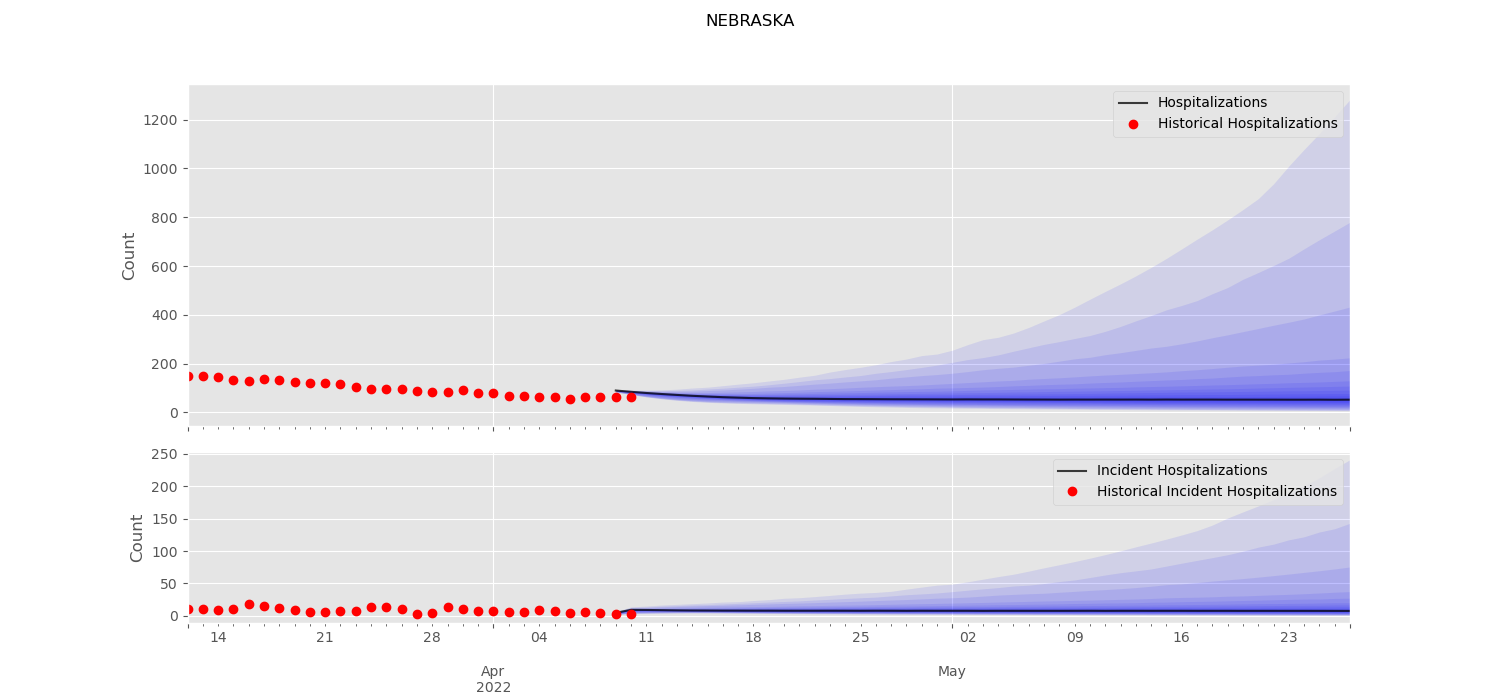 NEBRASKA
Hospitalizations
Historical Hospitalizations
Count
1200
1000
800
600
400
200
0
Incident Hospitalizations
Historical Incident Hospitalizations
Count
250
200
150
100
50
0
14 21 28 04 11 18 25 02 09 16 23
Apr May
2022